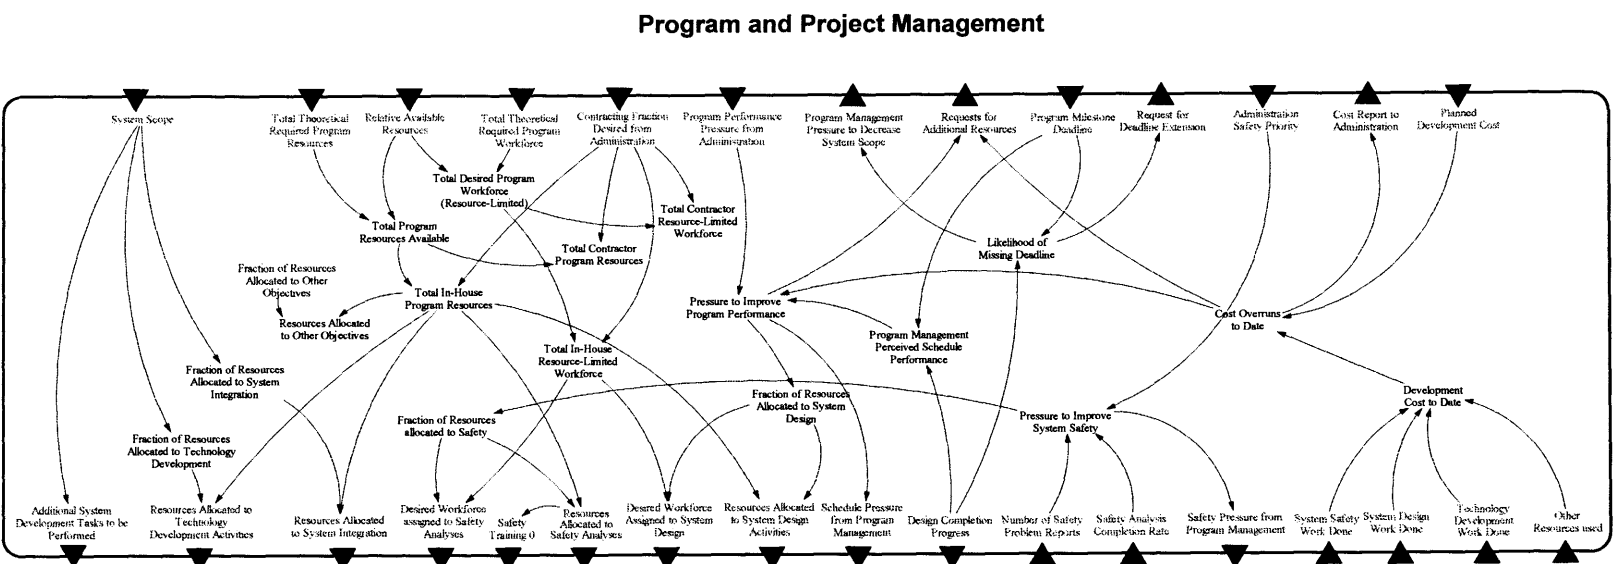 Program and Project Management
System Scope
Total Theoretical
Required Program
Resources
Relative Available
Resources
Total Theoretical
Required Program
Workforce
Contracting Fraction
Desired from
Administration
Program Performance
Pressure from
Administration
Program Management
Pressure to Decrease
System Scope
Requests for
Additional Resources
Program Milestone
Deadline
Request for
Deadline Extension
Administration
Safety Priority
Cost Report to
Administration
Planned
Development Cost
Total Desired Program
Workforce
(Resource-Limited)
Total Contractor
Resource-Limited
Workforce
Total Program
Resources Available
Total Contractor
Program Resources
Likelihood of
Missing Deadline
Fraction of Resources
Allocated to Other
Objectives
Total In-House
Program Resources
Pressure to Improve
Program Performance
Resources Allocated
to Other Objectives
Cost Overruns
to Date
Program Management
Perceived Schedule
Performance
Total In-House
Resource-Limited
Workforce
Fraction of Resources
Allocated to System
Integration
Fraction of Resources
Allocated to System
Design
Development
Cost to Date
Fraction of Resources
allocated to Safety
Pressure to Improve
System Safety
Fraction of Resources
Allocated to Technology
Development
Additional System
Development Tasks to be
Performed
Resources Allocated to
Technology
Development Activities
Resources Allocated
to System Integration
Desired Workforce
assigned to Safety
Analyses
Safety
Training 0
Resources
Allocated to
Safety Analyses
Desired Workforce
Assigned to System
Design
Resources Allocated
to System Design
Activities
Schedule Pressure
from Program
Management
Design Completion
Progress
Number of Safety
Problem Reports
Safety Analysis
Completion Rate
Safety Pressure from
Program Management
System Safety
Work Done
System Design
Work Done
Technology
Development
Work Done
Other
Resources used